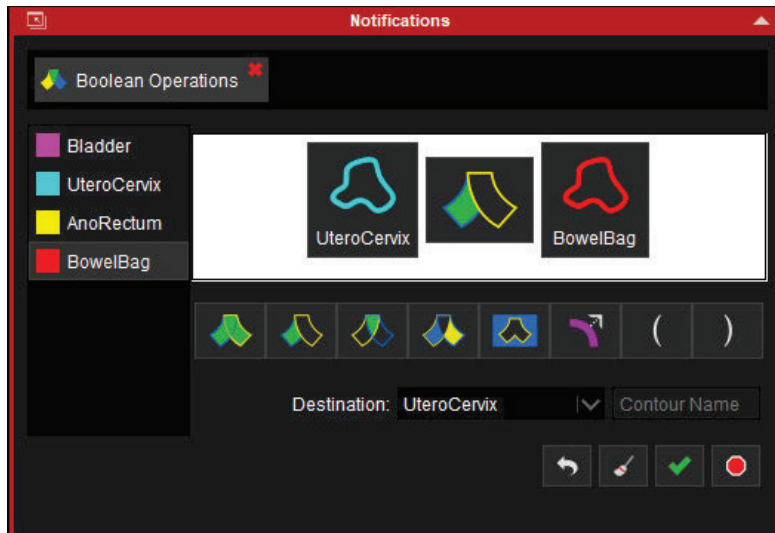 Notifications
Boolean Operations
Bladder
UteroCervix
AnoRectum
BowelBag
UteroCervix
BowelBag
( )
Destination: UteroCervix Contour Name